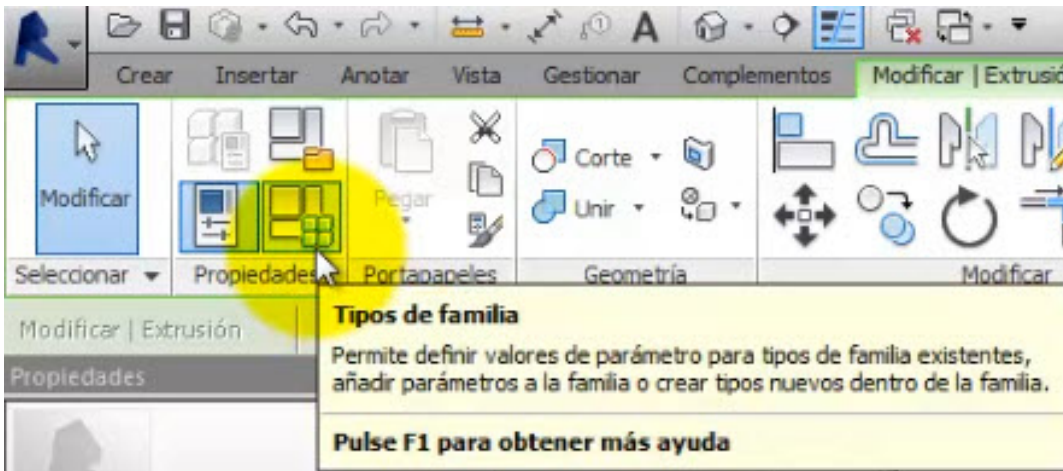 Crear Insertar Anotar Vista Gestionar Complementos Modificar | Extrusió
Modificar
Pegar
Corte
Unir
Seleccionar Propiedades Portapapeles Geometría Modificar
Modificar | Extrusión
Propiedades
Tipos de familia
Permite definir valores de parámetro para tipos de familia existentes,
añadir parámetros a la familia o crear tipos nuevos dentro de la familia.
Pulse F1 para obtener más ayuda